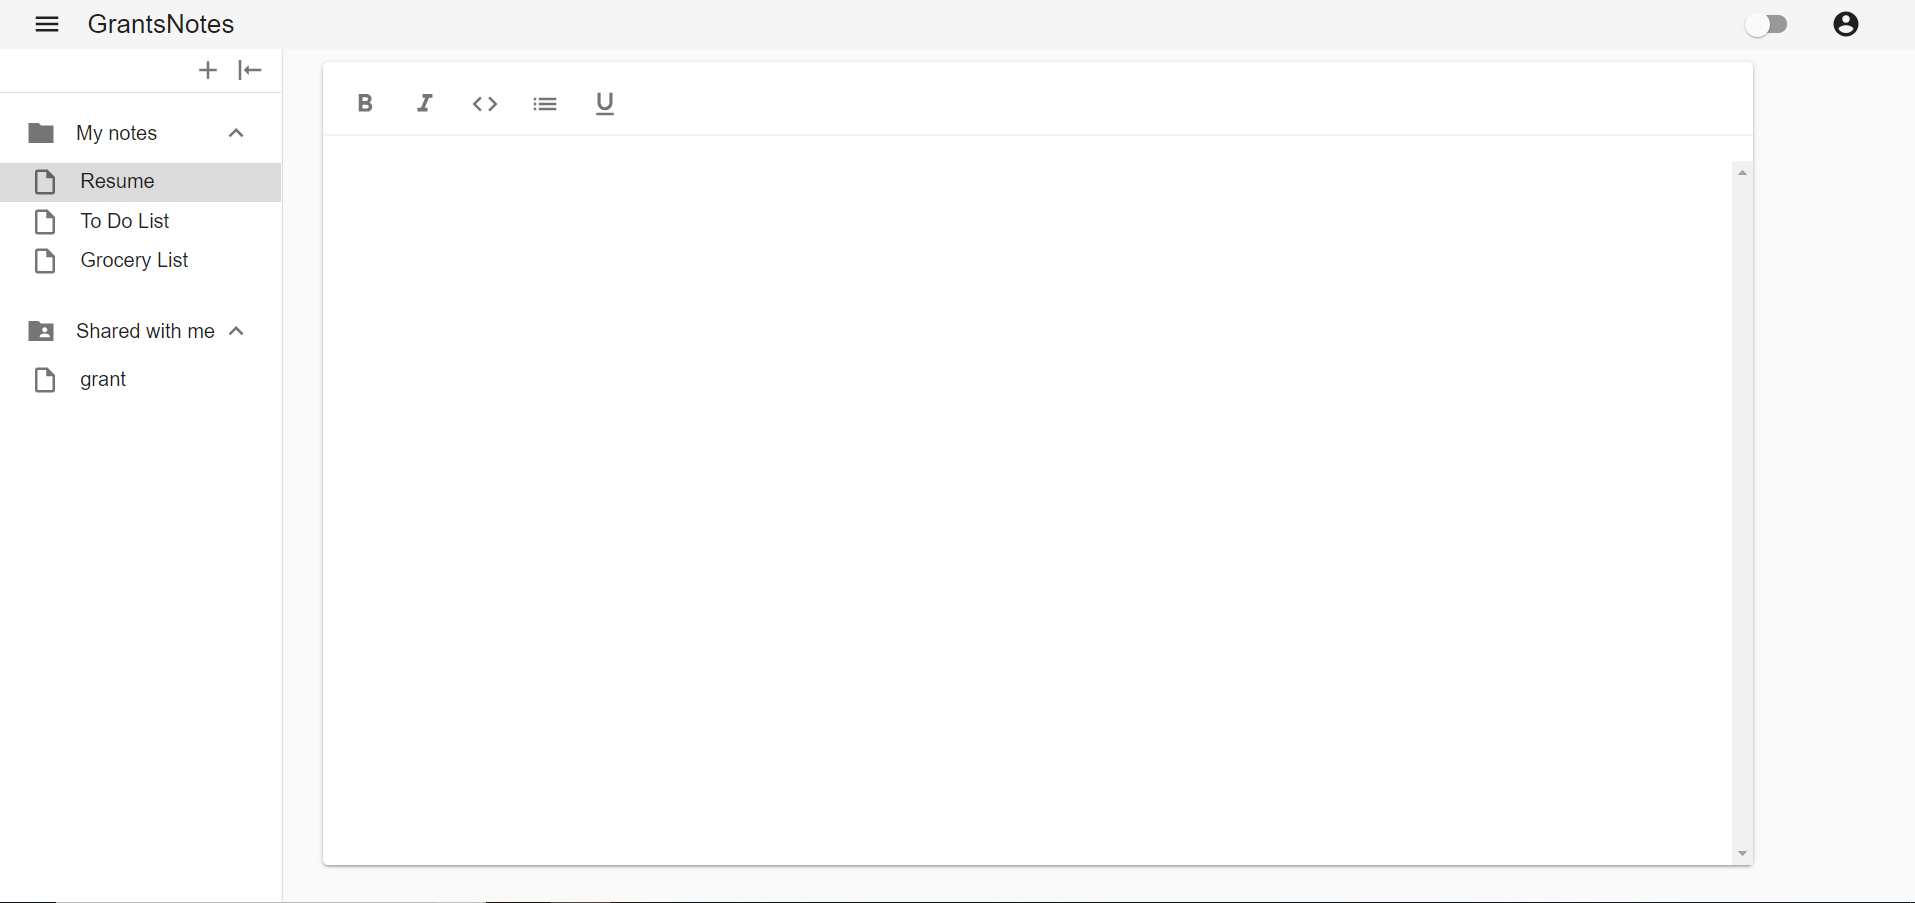 GrantsNotes
B I <> U
My notes
Resume
To Do List
Grocery List
Shared with me
grant